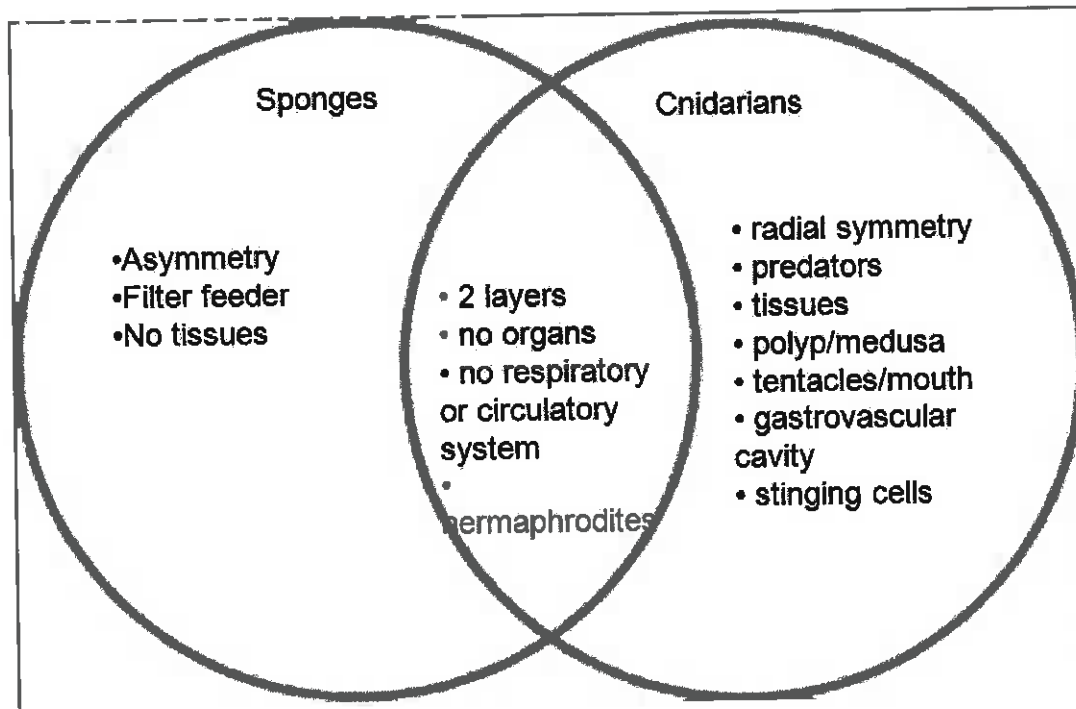 Sponges
•Asymmetry
•Filter feeder
•No tissues
• 2 layers
• no organs
• no respiratory
or circulatory
system
•
hermaphrodites
Cnidarians
• radial symmetry
• predators
• tissues
• polyp/medusa
• tentacles/mouth
• gastrovascular
cavity
• stinging cells